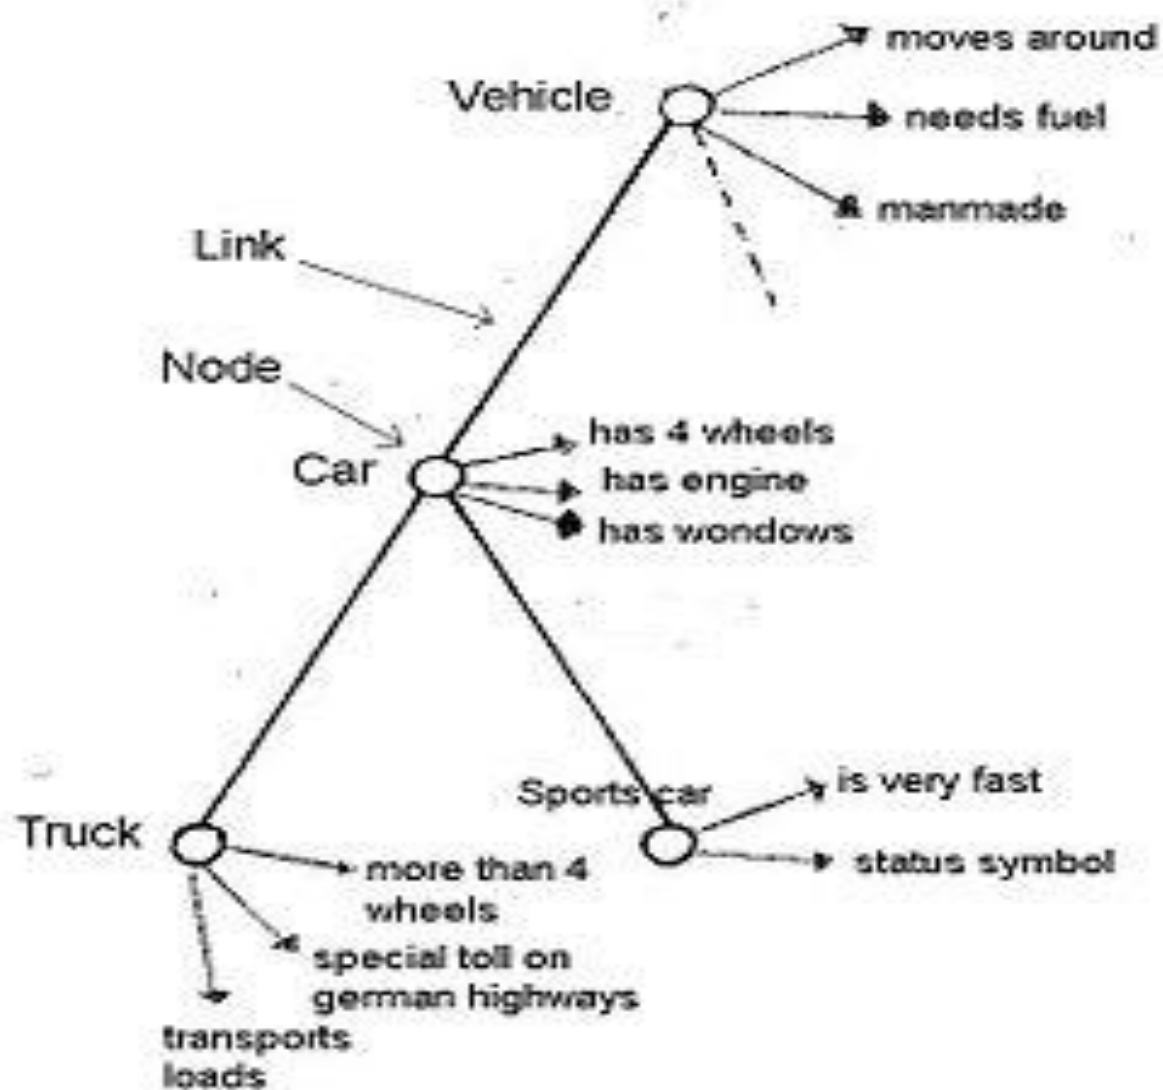 moves around
Vehicle
needs fuel
manmade
Link
Node
has 4 wheels
Car
has engine
has wondows
Sports car
is very fast
Truck
status symbol
more than 4
wheels
special toll on
german highways
transports
loads